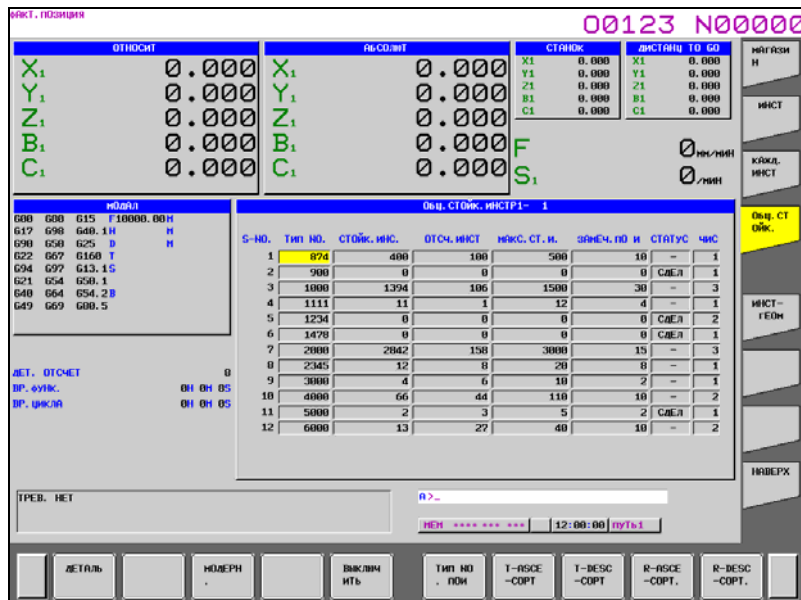 ФАКТ.ПОЗИЦИЯ
O0123 N00000
ОТНОСИТ
X1 0.000
Y1 0.000
Z1 0.000
B1 0.000
C1 0.000
АБСОЛЮТ
X1 0.000
Y1 0.000
Z1 0.000
B1 0.000
C1 0.000
СТАНОК
X1 0.000
Y1 0.000
Z1 0.000
B1 0.000
C1 0.000
ДИСТАНЦ TO GO
X1 0.000
Y1 0.000
Z1 0.000
B1 0.000
C1 0.000
F 0 ММ/МИН
S1 0 /МИН
МОДАЛ
G00 G80 G15 F10000.00 M
G17 G98 G40.1 H M
G90 G50 G25 D M
G22 G67 G160 T
G94 G97 G13.1 S
G21 G54 G50.1
G40 G64 G54.2 B
G49 G69 G80.5
ДЕТ. ОТСЧЕТ 0
ВР.ФУНК. 0H 0H 0S
ВР.ЦИКЛА 0H 0H 0S
ОБЩ.СТОЙК.ИНСТР1- 1
S-NO. ТИП NO. СТОЙК.ИНС. ОТСЧ.ИНСТ МАКС.СТ.И. ЗАМЕЧ.ПО И СТАТУС ЧИС
1 874 400 100 500 10 - 1
2 900 0 0 0 0 СДЕЛ 1
3 1000 1394 106 1500 30 - 3
4 1111 11 1 12 4 - 1
5 1234 0 0 0 0 СДЕЛ 2
6 1478 0 0 0 0 СДЕЛ 1
7 2000 2842 158 3000 15 - 3
8 2345 12 8 20 8 - 1
9 3000 4 6 10 2 - 1
10 4000 66 44 110 10 - 2
11 5000 2 3 5 2 СДЕЛ 1
12 6000 13 27 40 10 - 2
МАГАЗИ
Н
ИНСТ
КАЖД.
ИНСТ
ОБЩ.СТ
ОЙК.
ИНСТ-
ГЕОМ
НАВЕРХ
ТРЕВ. НЕТ
A>_
MEM **** *** ***
12:00:00
ПУТЬ1
ДЕТАЛЬ
МОДЕРН
.
ВЫКЛЮЧ
ИТЬ
ТИП NO
. ПОИ
T-ASCE
-СОРТ
T-DESC
-СОРТ
R-ASCE
-СОРТ.
R-DESC
-СОРТ.